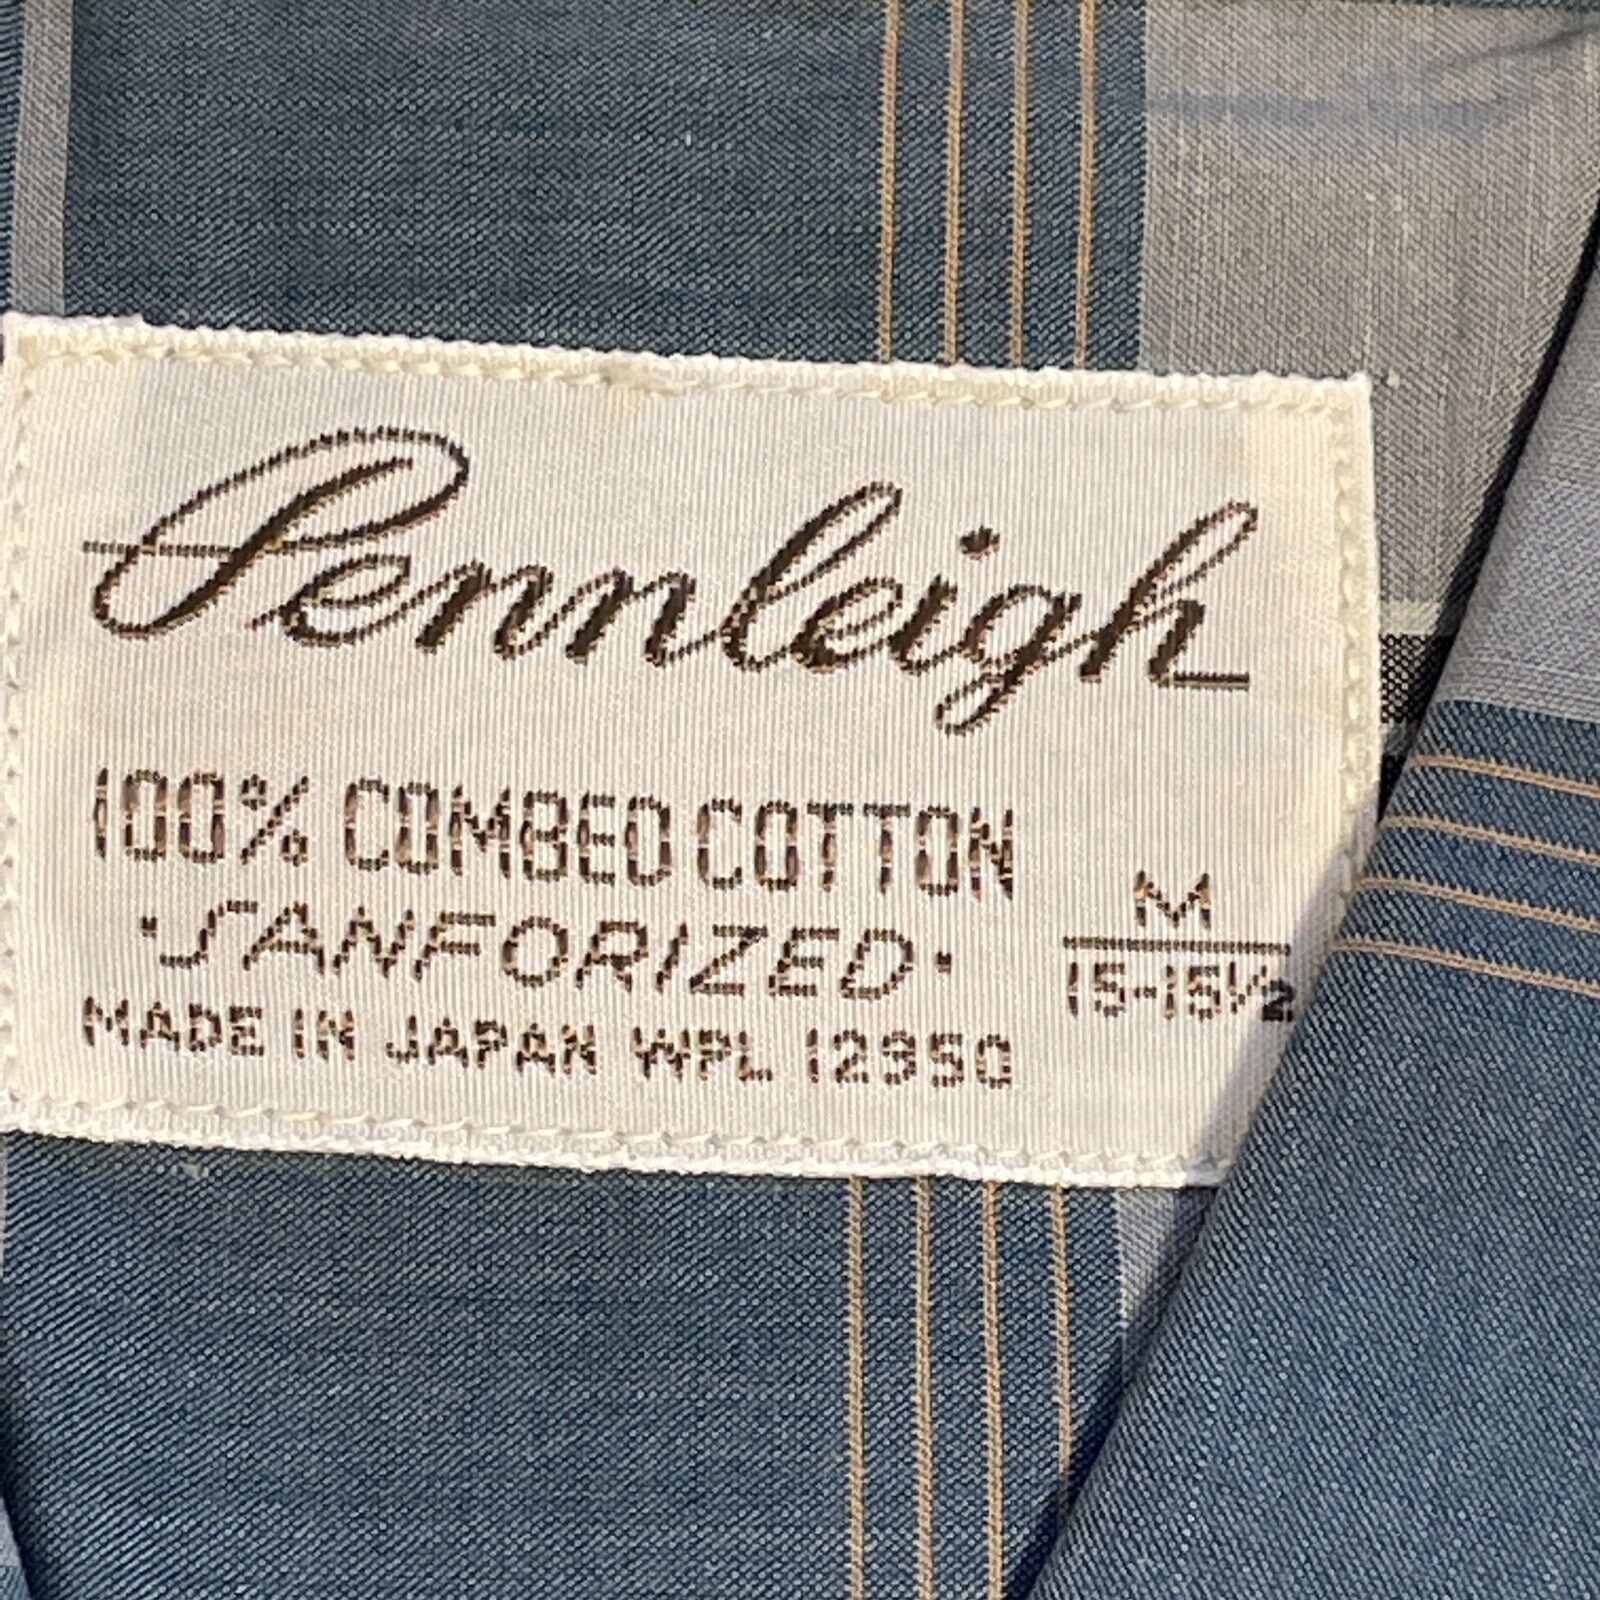 Pennleigh
100% COMBED COTTON
·SANFORIZED·
MADE IN JAPAN WPL 12350
M
15-15½